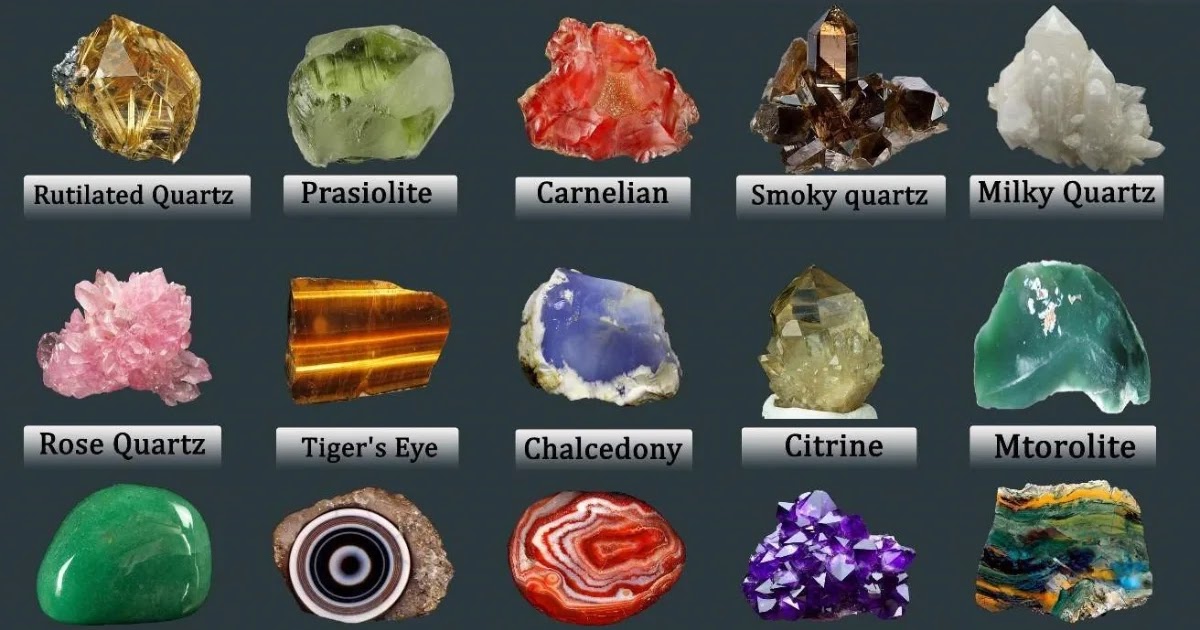 Rutilated Quartz
Prasiolite
Carnelian
Smoky quartz
Milky Quartz
Rose Quartz
Tiger's Eye
Chalcedony
Citrine
Mtorolite